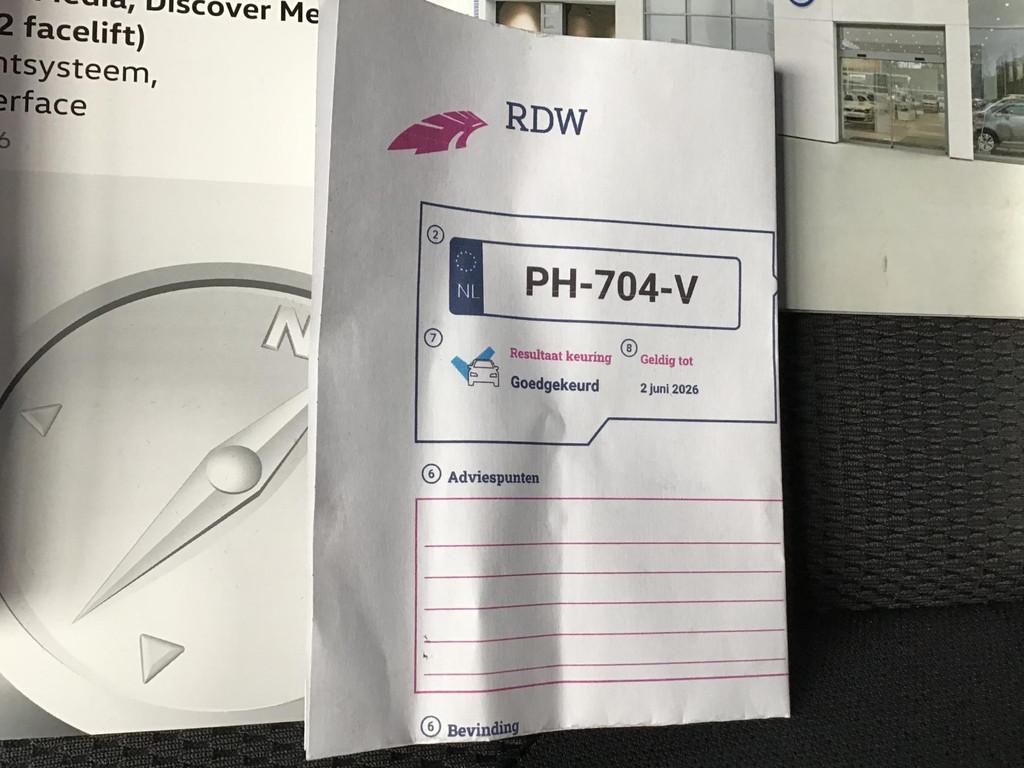 Discover Me
2 facelift)
ntsysteem,
erface
6
N
RDW
2
NL PH-704-V
7 Resultaat keuring 8 Geldig tot
Goedgekeurd 2 juni 2026
6 Adviespunten
6 Bevinding